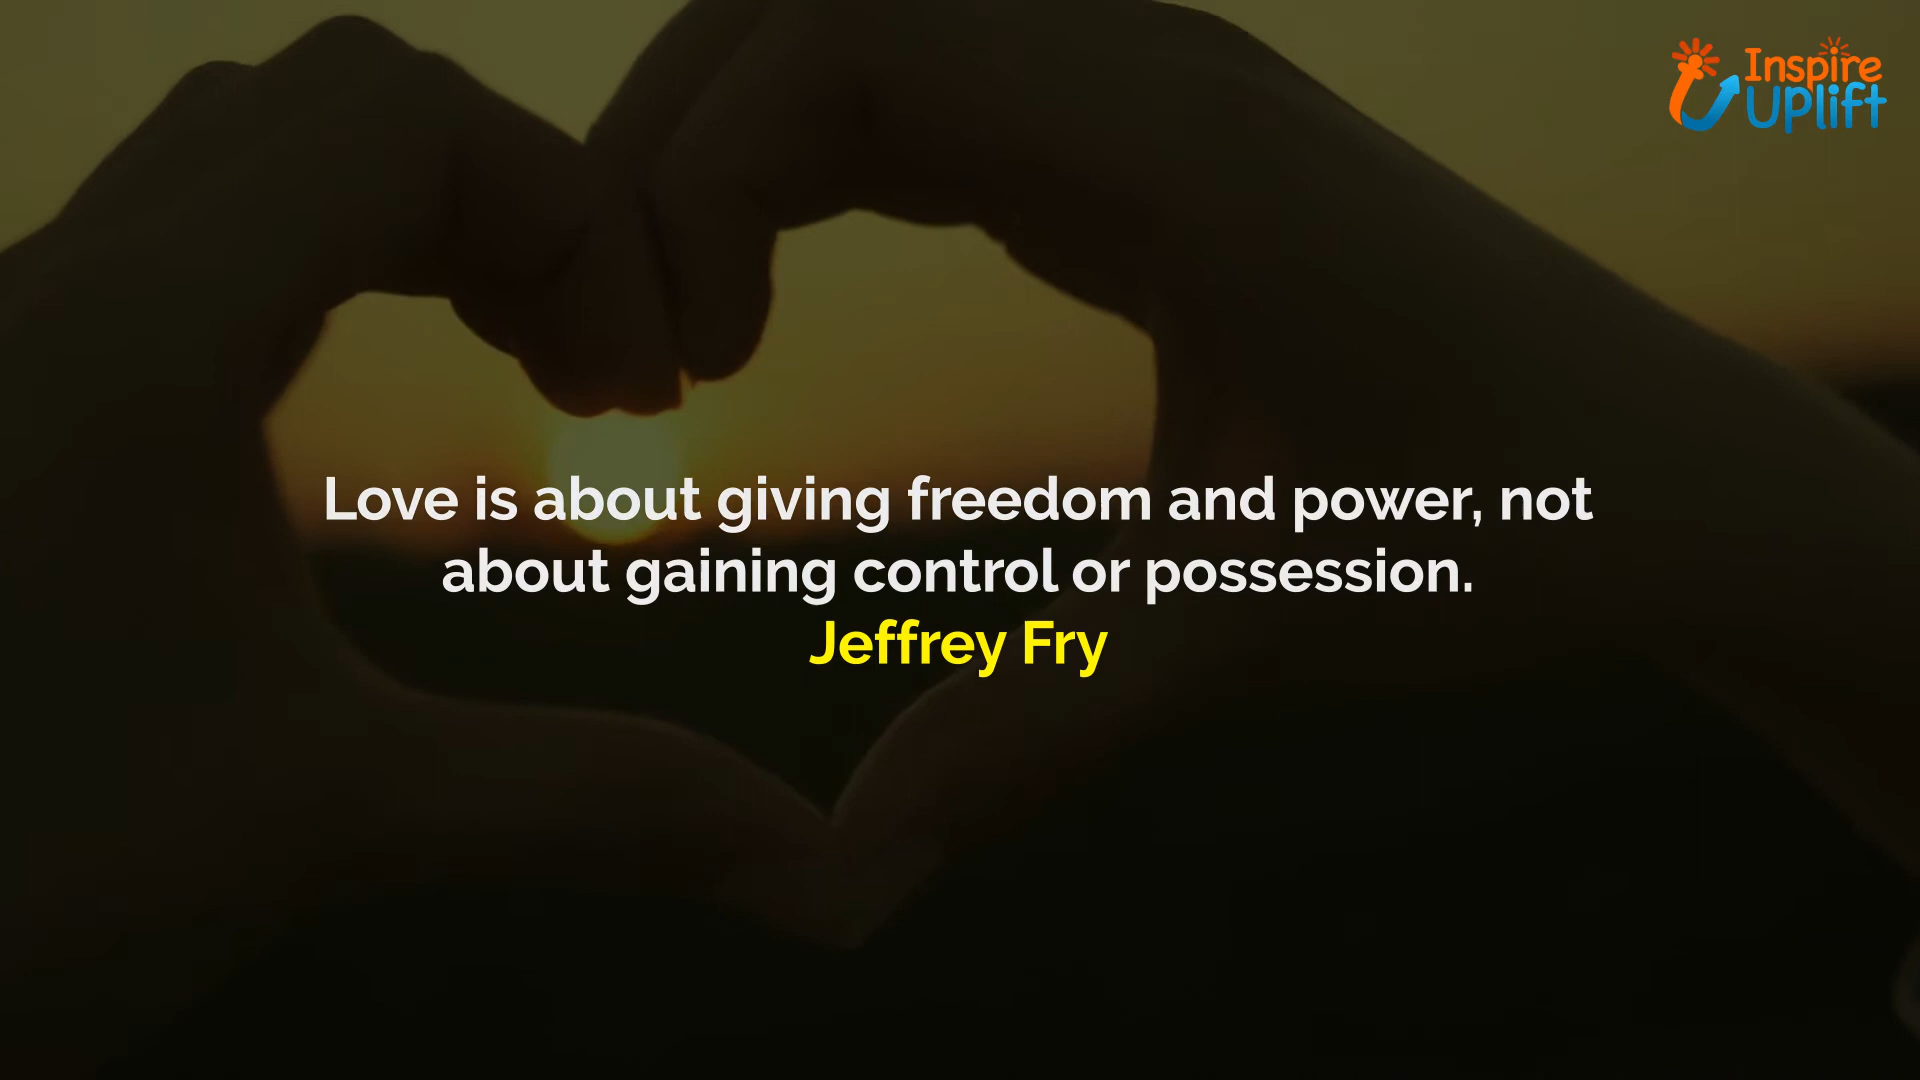 Inspire
Uplift
Love is about giving freedom and power, not
about gaining control or possession.
Jeffrey Fry